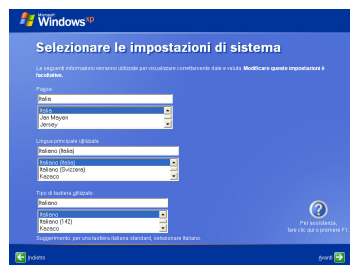 Microsoft
Windows xp
Selezionare le impostazioni di sistema
Le seguenti informazioni verranno utilizzate per visualizzare correttamente date e valuta. Modificare queste impostazioni è
facoltativo.
Paese:
Italia
Italia
Jan Mayen
Jersey
Lingua principale utilizzata
Italiano (Italia)
Italiano (Italia)
Italiano (Svizzera)
Kazaco
Tipo di tastiera utilizzato:
Italiano
Italiano
Italiano (142)
Kazaco
Suggerimento: per una tastiera italiana standard, selezionare Italiano.
Per assistenza,
fare clic qui o premere F1.
Indietro
Avanti